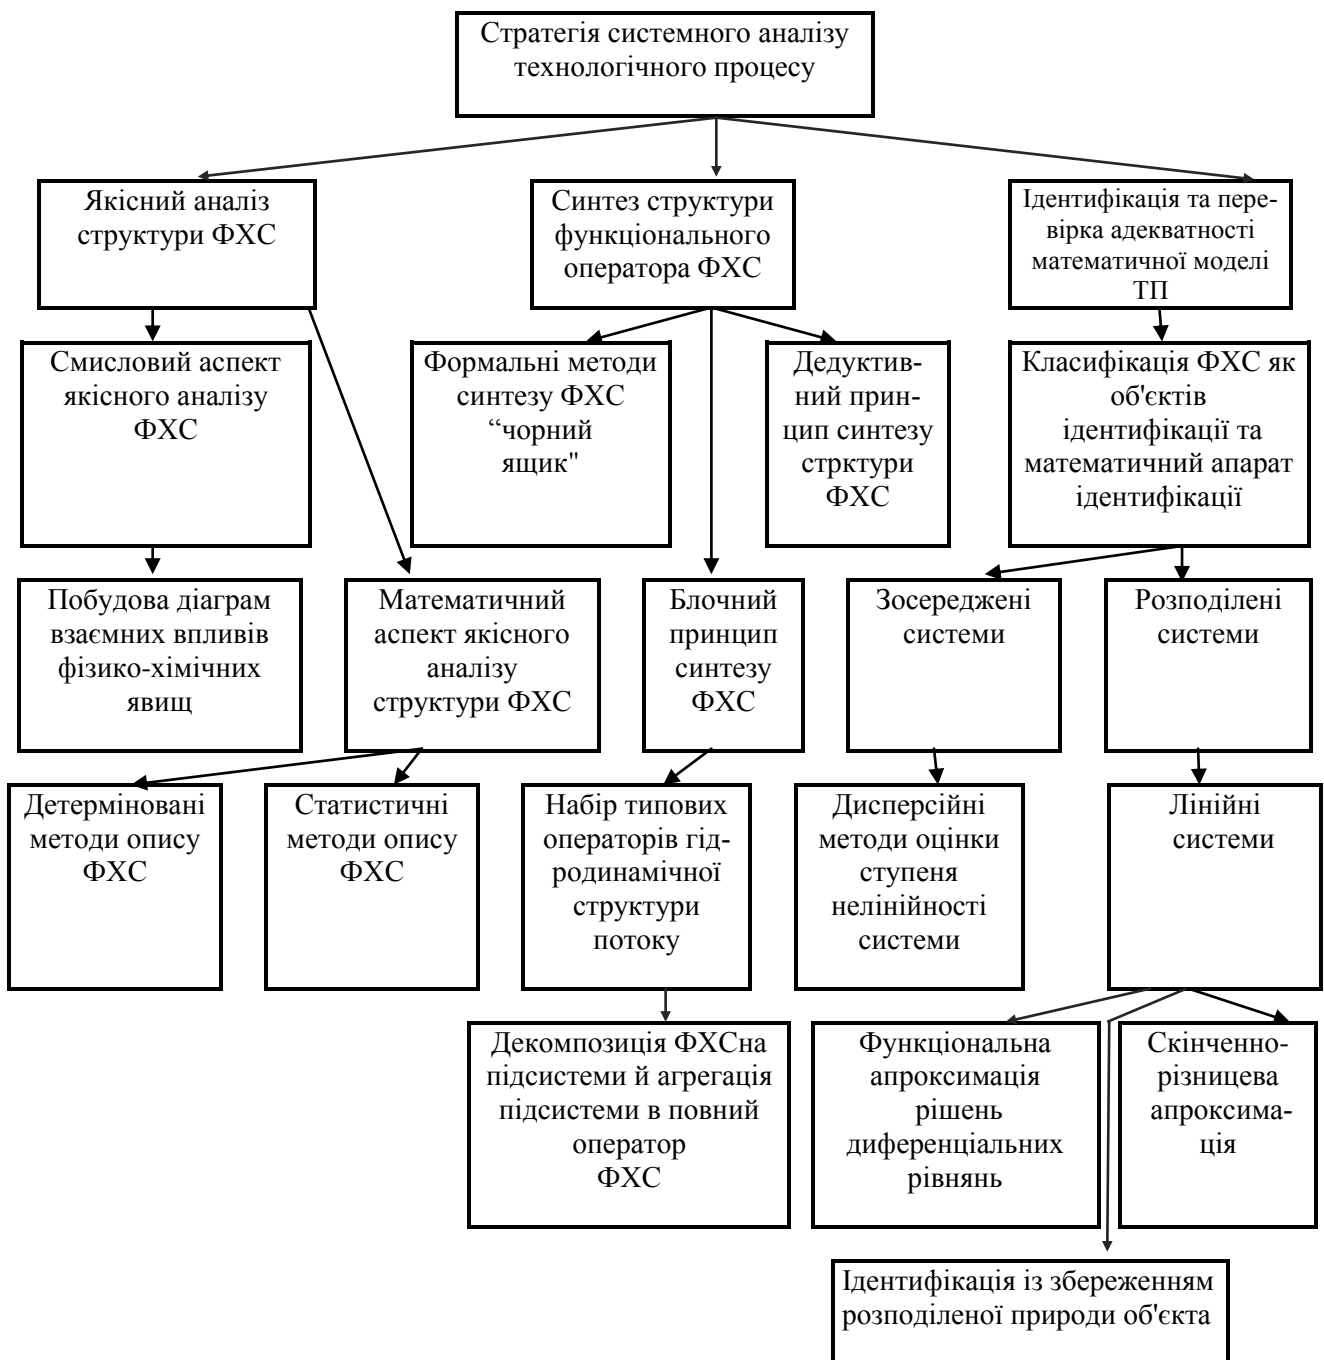 Стратегія системного аналізу
технологічного процесу
Якісний аналіз
структури ФХС
Синтез структури
функціонального
оператора ФХС
Ідентифікація та пере-
вірка адекватності
математичної моделі
ТП
Смисловий аспект
якісного аналізу
ФХС
Формальні методи
синтезу ФХС
“чорний
ящик"
Дедуктив-
ний прин-
цип синтезу
стрктури
ФХС
Класифікація ФХС як
об'єктів
ідентифікації та
математичний апарат
ідентифікації
Побудова діаграм
взаємних впливів
фізико-хімічних
явищ
Математичний
аспект якісного
аналізу
структури ФХС
Блочний
принцип
синтезу
ФХС
Зосереджені
системи
Розподілені
системи
Детерміновані
методи опису
ФХС
Статистичні
методи опису
ФХС
Набір типових
операторів гід-
родинамічної
структури
потоку
Дисперсійні
методи оцінки
ступеня
нелінійності
системи
Лінійні
системи
Декомпозиція ФХСна
підсистеми й агрегація
підсистеми в повний
оператор
ФХС
Функціональна
апроксимація
рішень
диференціальних
рівнянь
Скінченно-
різницева
апроксима-
ція
Ідентифікація із збереженням
розподіленої природи об'єкта